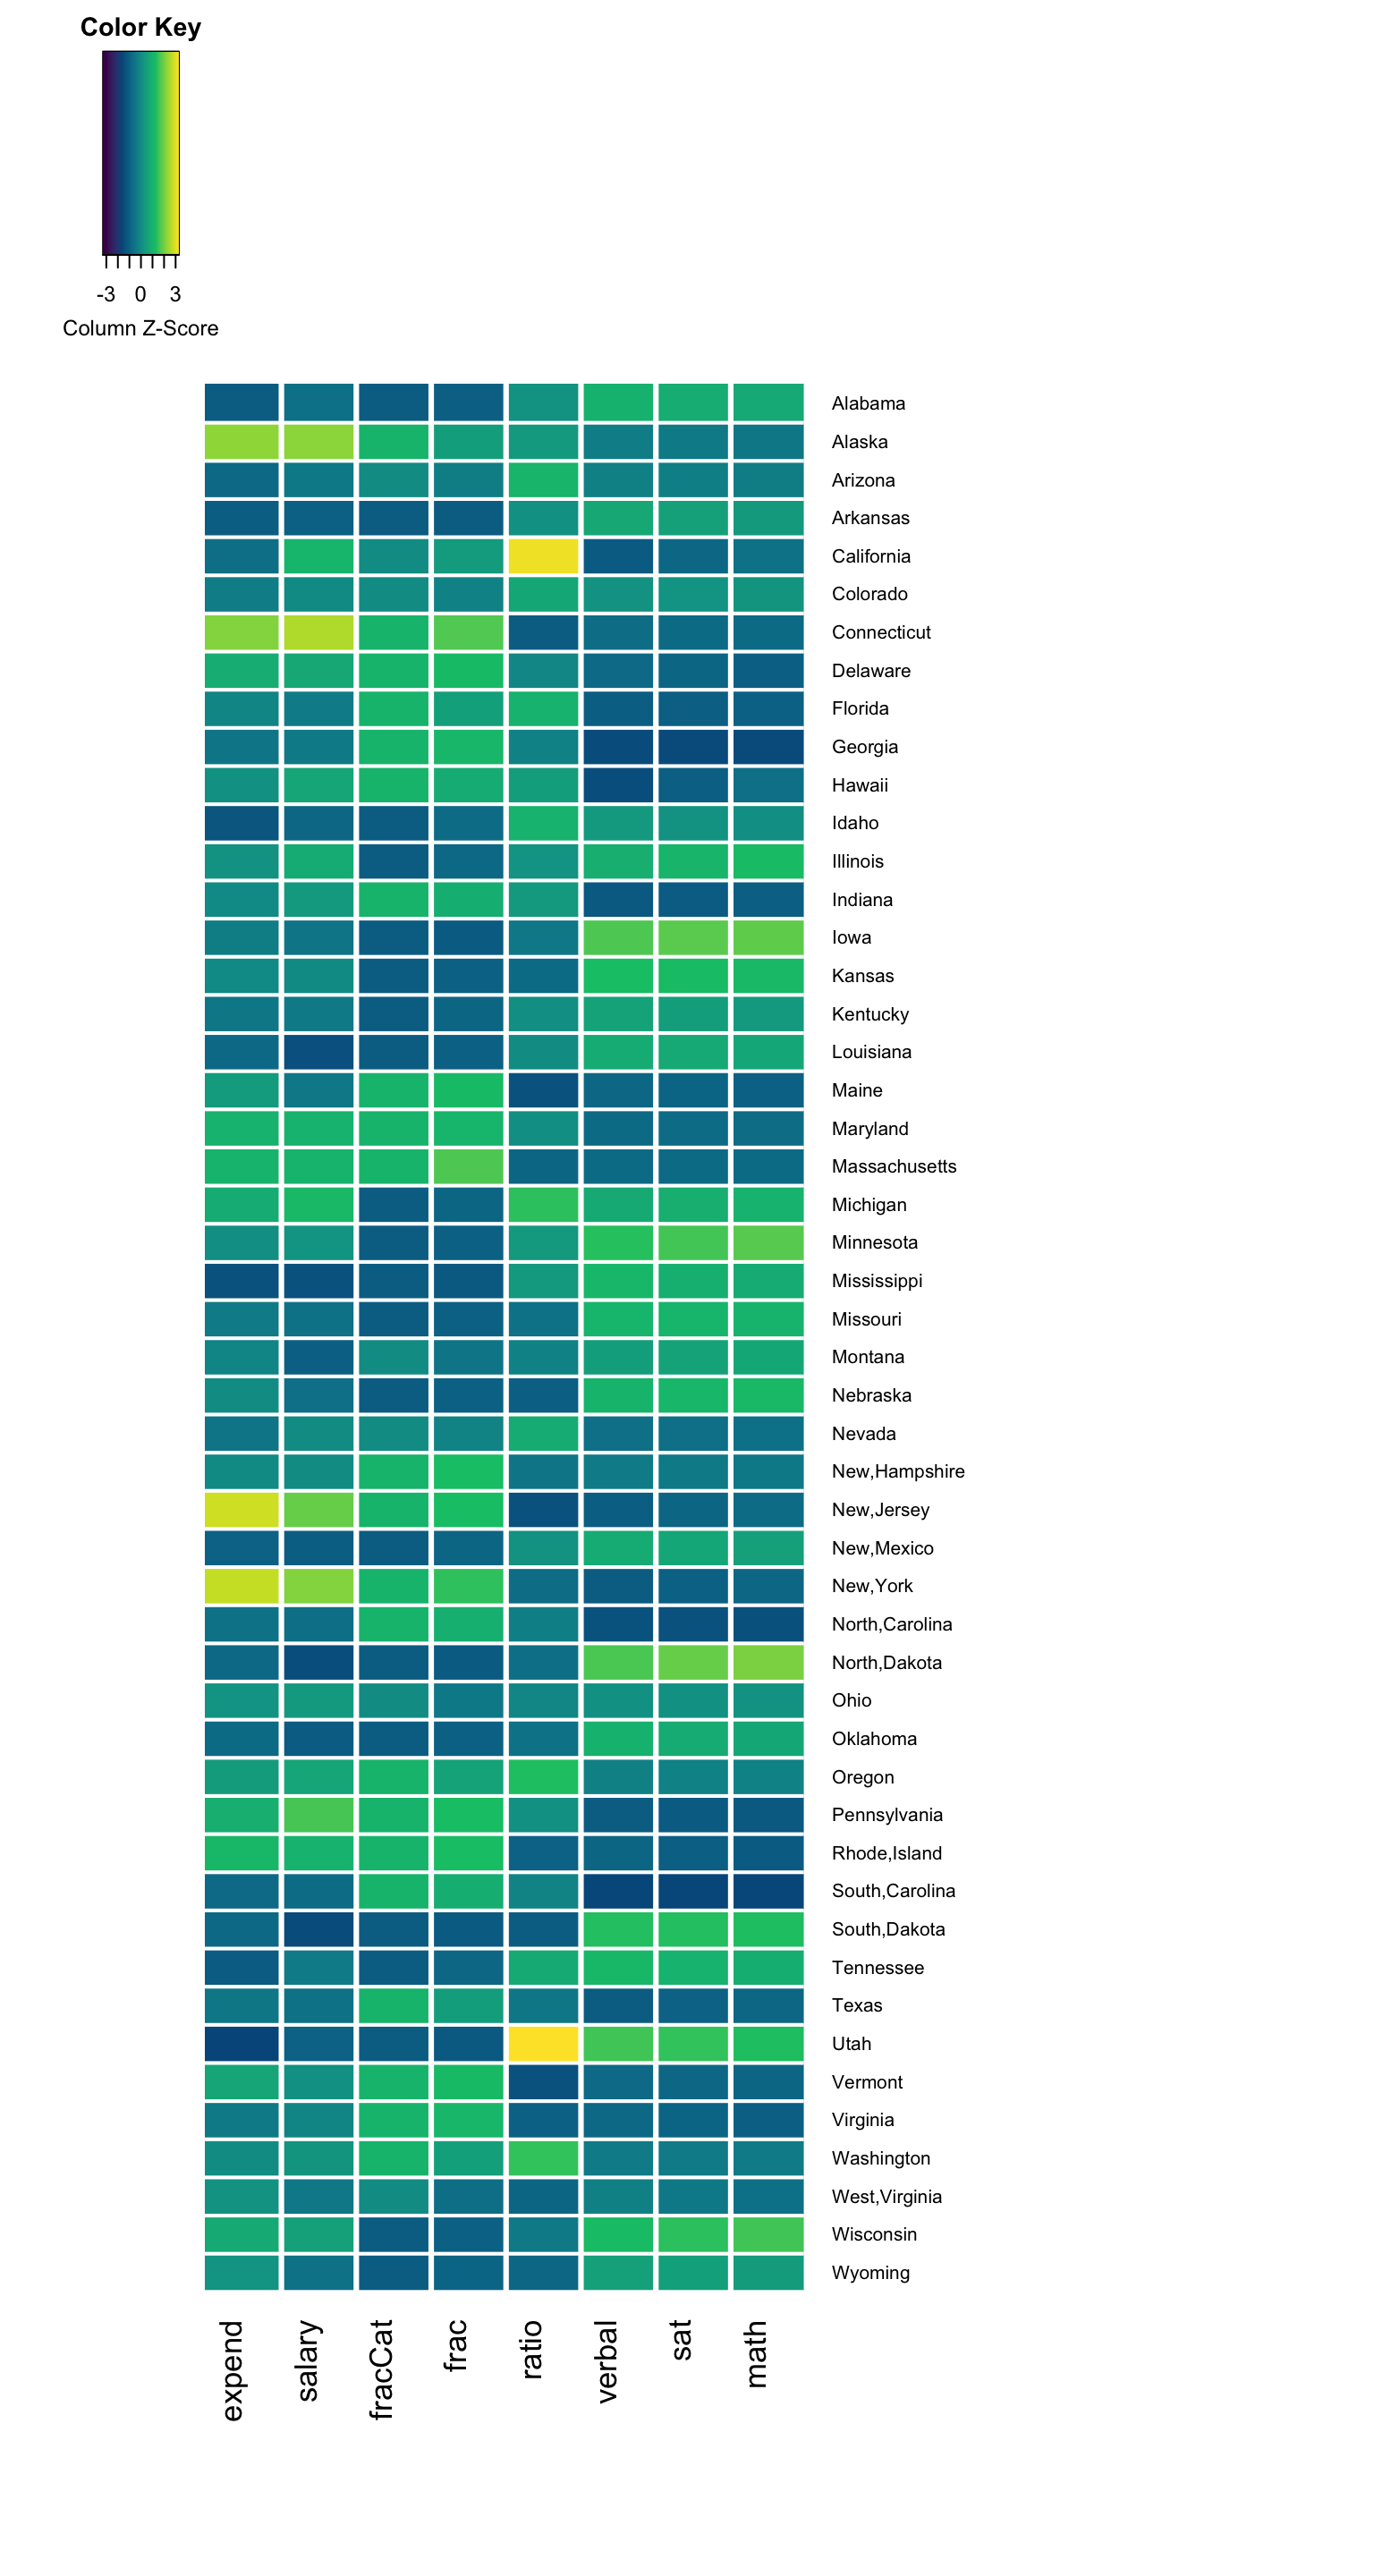 Color Key
-3 0 3
Column Z-Score
Alabama
Alaska
Arizona
Arkansas
California
Colorado
Connecticut
Delaware
Florida
Georgia
Hawaii
Idaho
Illinois
Indiana
Iowa
Kansas
Kentucky
Louisiana
Maine
Maryland
Massachusetts
Michigan
Minnesota
Mississippi
Missouri
Montana
Nebraska
Nevada
New,Hampshire
New,Jersey
New,Mexico
New,York
North,Carolina
North,Dakota
Ohio
Oklahoma
Oregon
Pennsylvania
Rhode,Island
South,Carolina
South,Dakota
Tennessee
Texas
Utah
Vermont
Virginia
Washington
West,Virginia
Wisconsin
Wyoming
expend
salary
fracCat
frac
ratio
verbal
sat
math